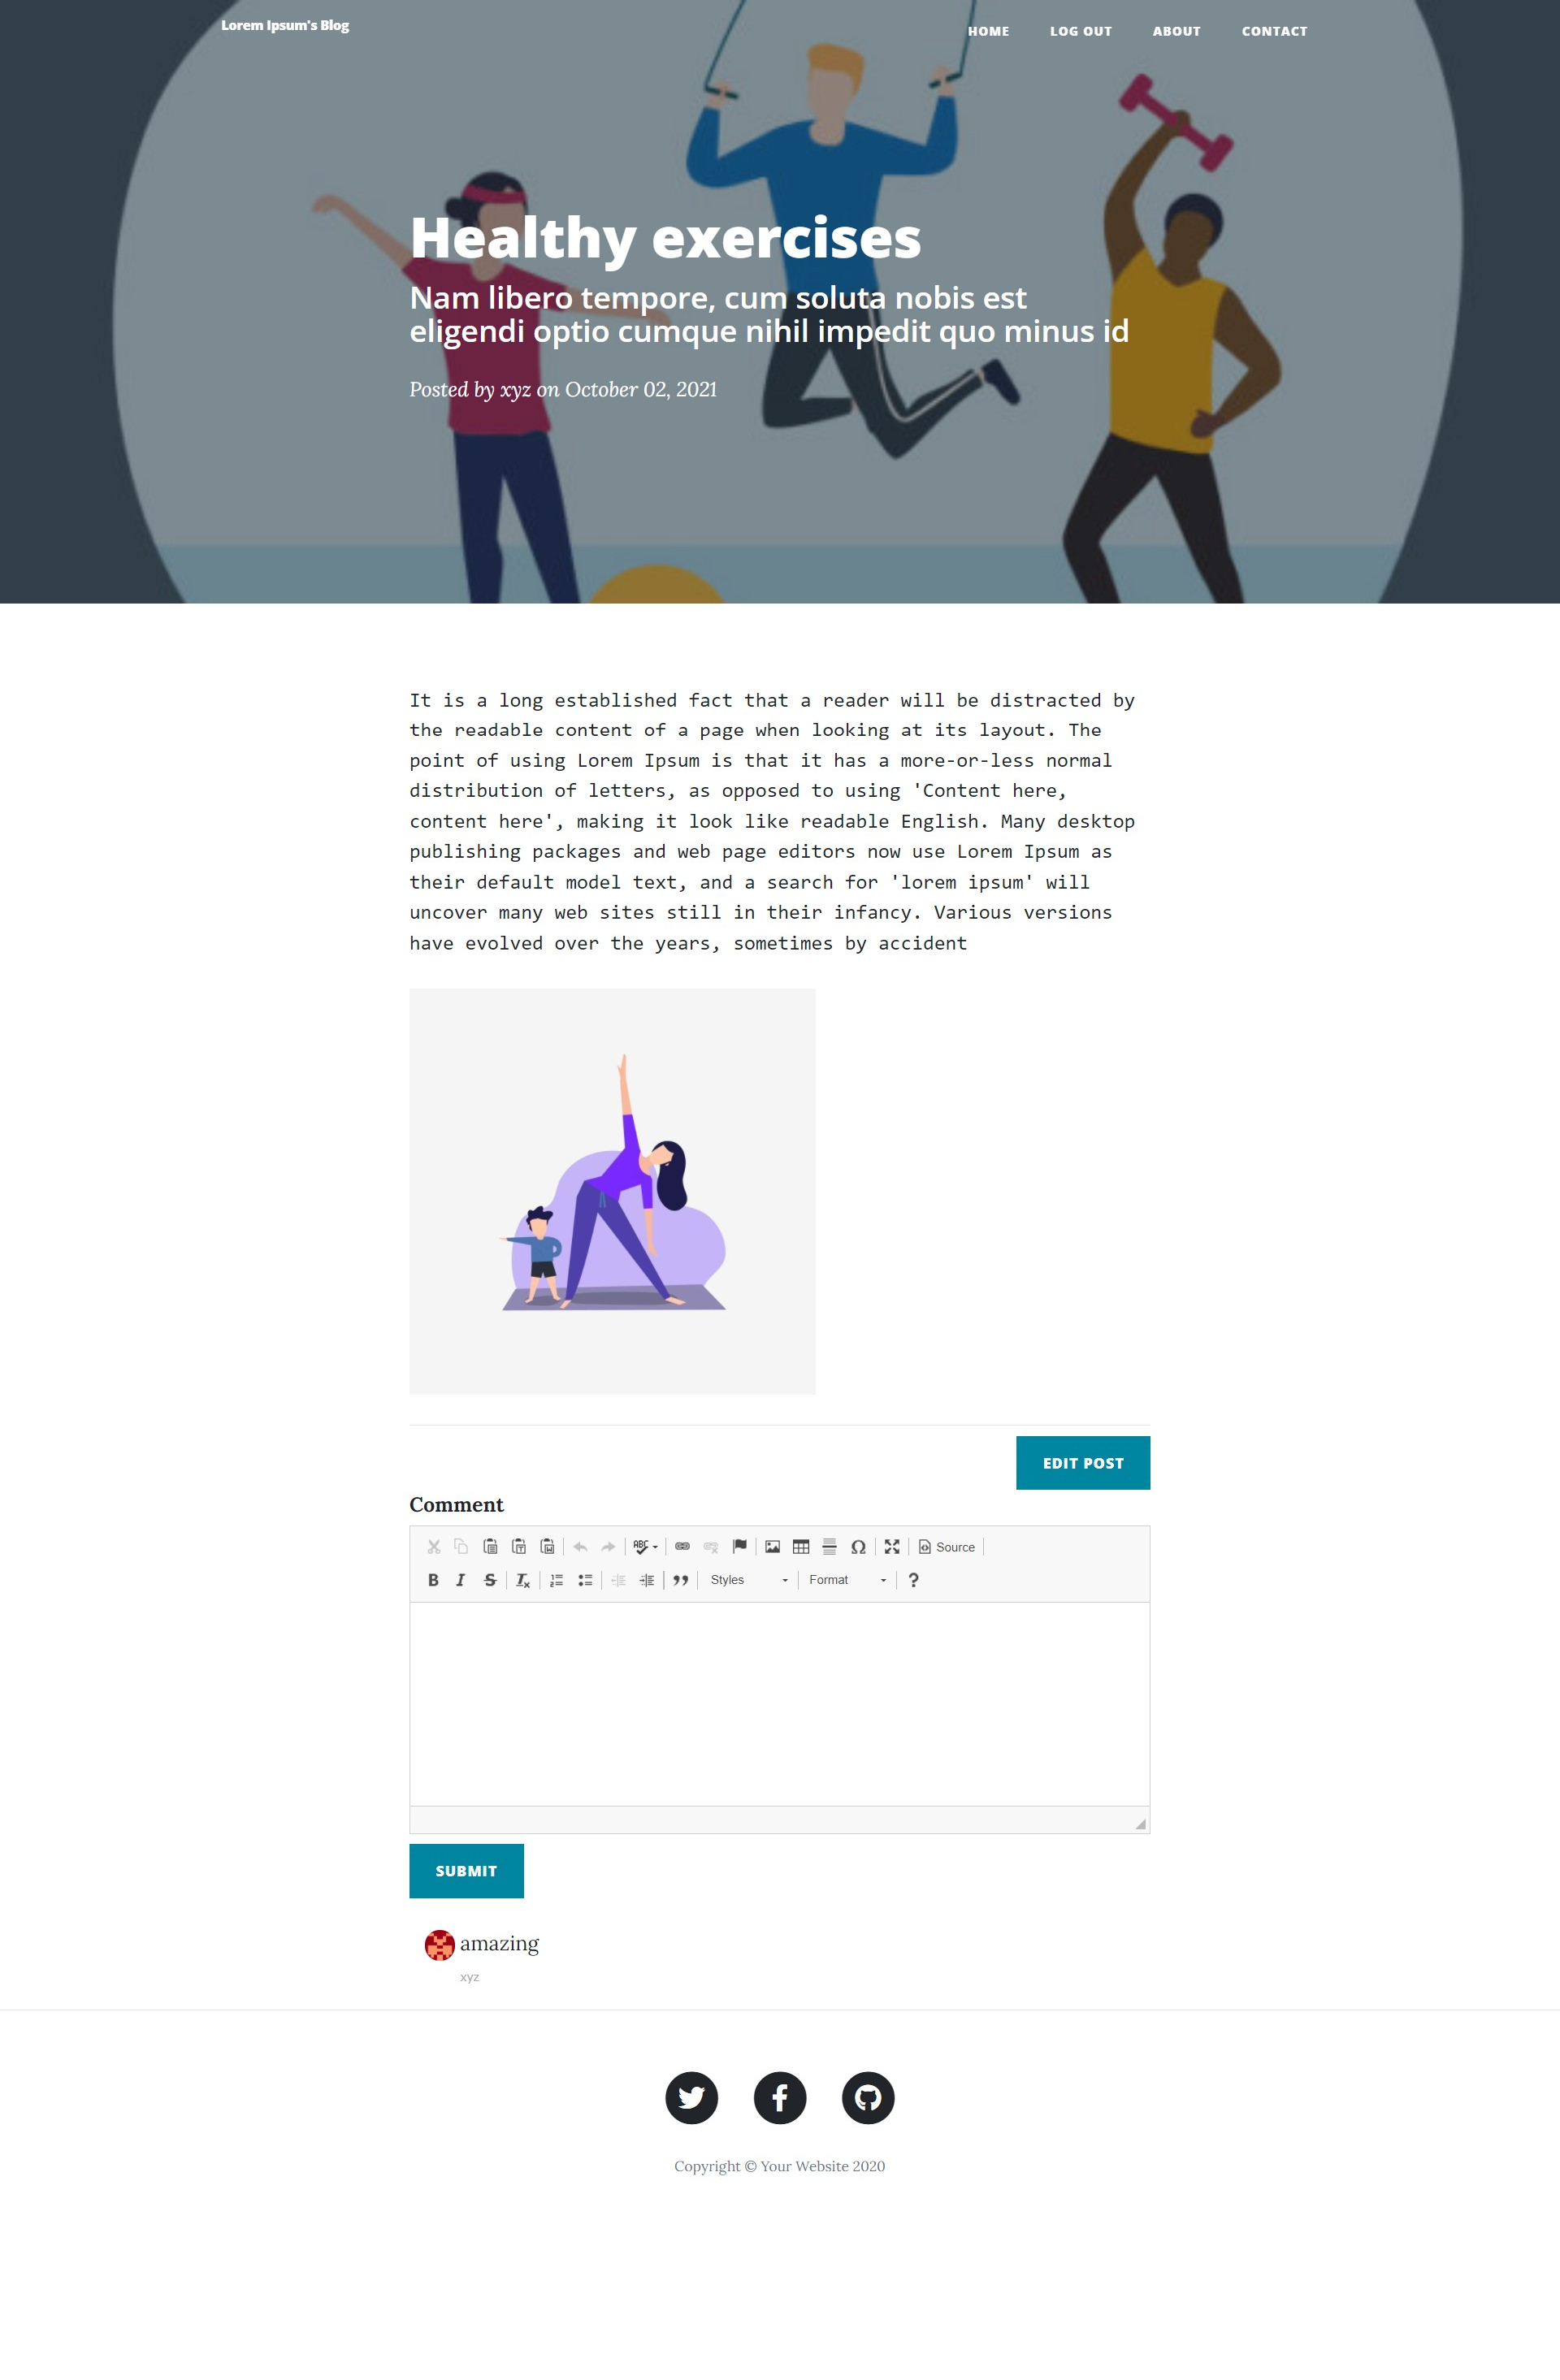 Lorem Ipsum's Blog
HOME LOG OUT ABOUT CONTACT
Healthy exercises
Nam libero tempore, cum soluta nobis est
eligendi optio cumque nihil impedit quo minus id
Posted by xyz on October 02, 2021
It is a long established fact that a reader will be distracted by
the readable content of a page when looking at its layout. The
point of using Lorem Ipsum is that it has a more-or-less normal
distribution of letters, as opposed to using 'Content here,
content here', making it look like readable English. Many desktop
publishing packages and web page editors now use Lorem Ipsum as
their default model text, and a search for 'lorem ipsum' will
uncover many web sites still in their infancy. Various versions
have evolved over the years, sometimes by accident
EDIT POST
Comment
ABC Ω Source
B I S Tx Styles Format ?
SUBMIT
amazing
xyz
Copyright © Your Website 2020